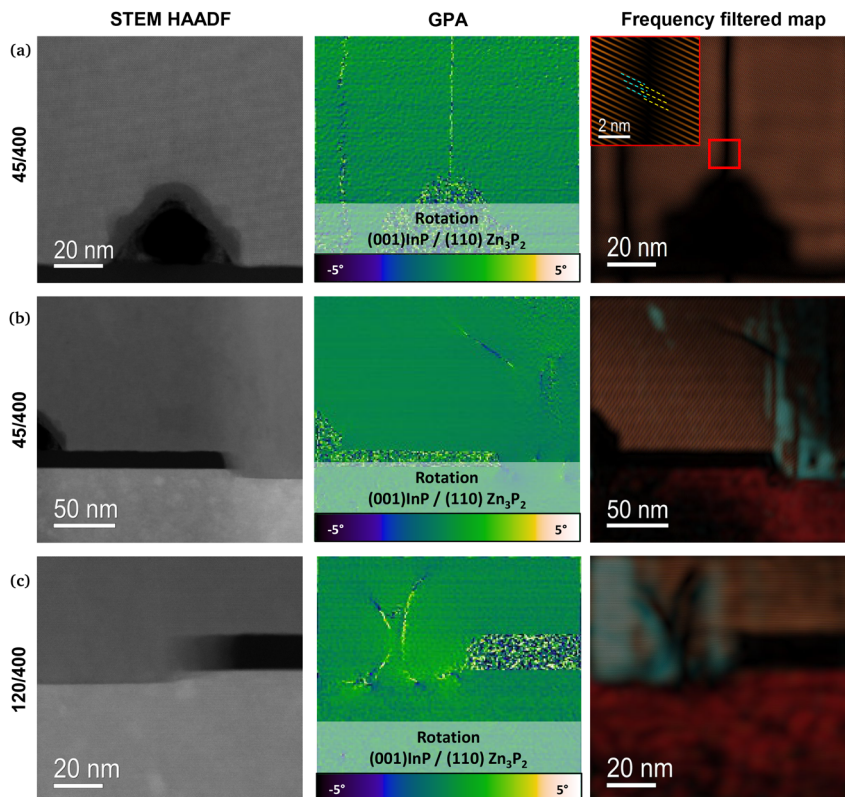 STEM HAADF
GPA
Frequency filtered map
(a)
45/400
20 nm
Rotation
(001)InP / (110) Zn₃P₂
-5°
5°
2 nm
20 nm
(b)
45/400
50 nm
Rotation
(001)InP / (110) Zn₃P₂
-5°
5°
50 nm
(c)
120/400
20 nm
Rotation
(001)InP / (110) Zn₃P₂
-5°
5°
20 nm